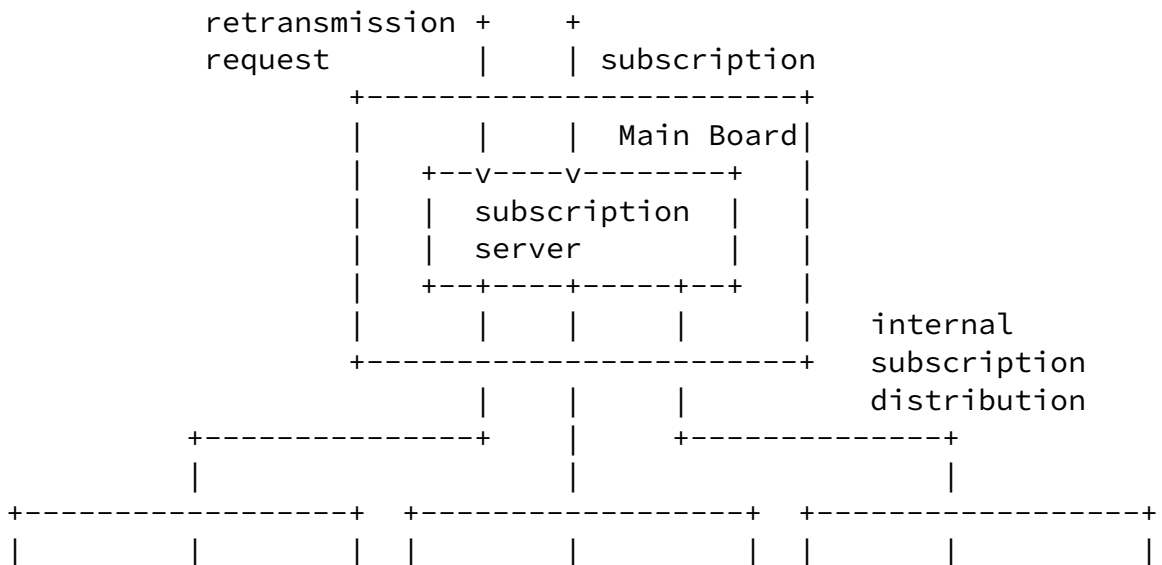 retransmission
request
subscription
Main Board
subscription
server
internal
subscription
distribution